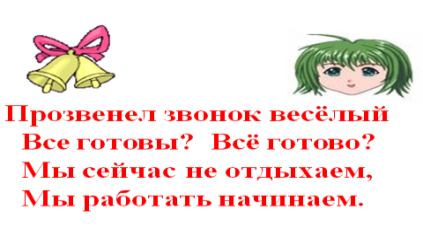 Прозвенел звонок весёлый
Все готовы? Всё готово?
Мы сейчас не отдыхаем,
Мы работать начинаем.